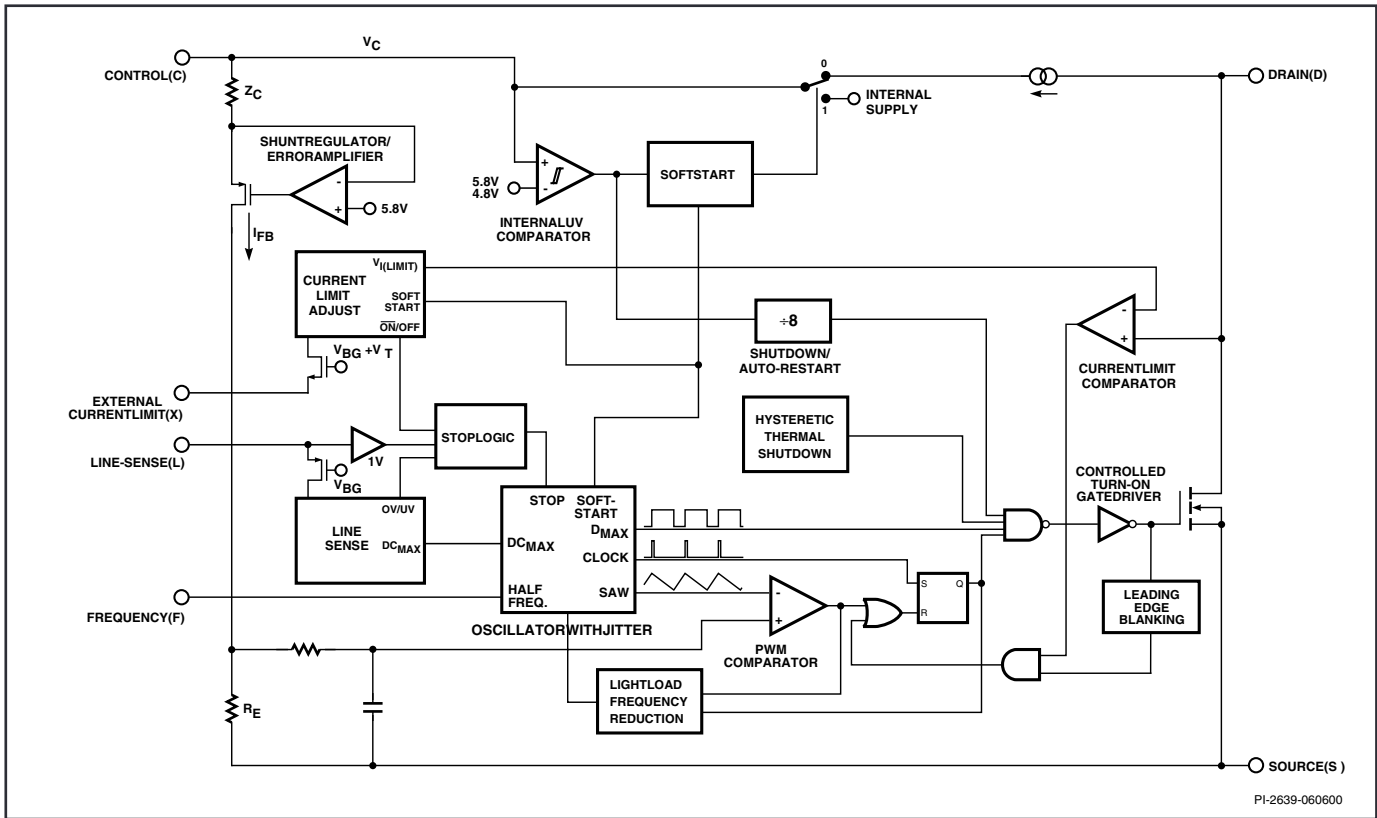 V_C
CONTROL(C)
Z_C
0
1
INTERNAL
SUPPLY
DRAIN(D)
SHUNTREGULATOR/
ERRORAMPLIFIER
-
+
5.8V
I_FB
5.8V
4.8V
+
-
INTERNALUV
COMPARATOR
SOFTSTART
CURRENT
LIMIT
ADJUST
V_I(LIMIT)
SOFT
START
O̅N̅/OFF
V_BG +V_T
÷8
SHUTDOWN/
AUTO-RESTART
-
+
CURRENTLIMIT
COMPARATOR
EXTERNAL
CURRENTLIMIT(X)
LINE-SENSE(L)
1V
V_BG
STOPLOGIC
HYSTERETIC
THERMAL
SHUTDOWN
CONTROLLED
TURN-ON
GATEDRIVER
OV/UV
LINE
SENSE
DC_MAX
STOP
SOFT-
START
D_MAX
DC_MAX
CLOCK
HALF
FREQ.
SAW
OSCILLATORWITHJITTER
FREQUENCY(F)
-
+
PWM
COMPARATOR
S
Q
R
LEADING
EDGE
BLANKING
LIGHTLOAD
FREQUENCY
REDUCTION
R_E
SOURCE(S )
PI-2639-060600